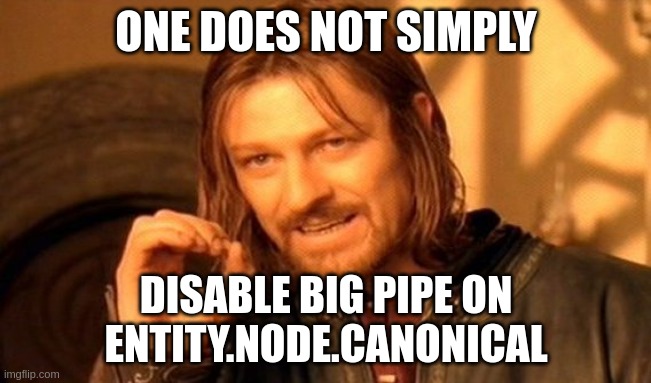 ONE DOES NOT SIMPLY
DISABLE BIG PIPE ON
ENTITY.NODE.CANONICAL
imgflip.com